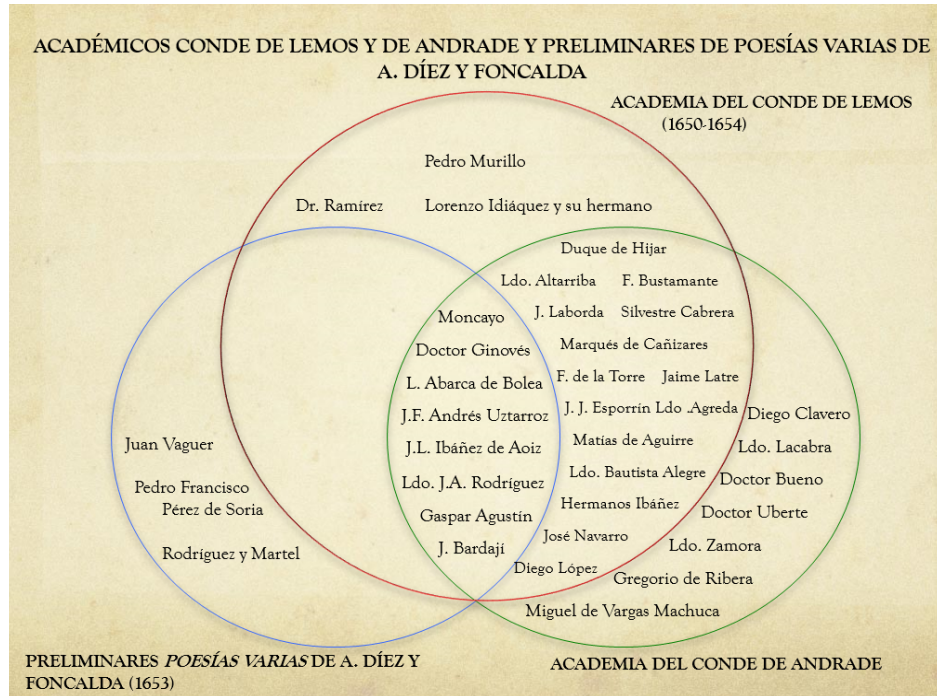 ACADÉMICOS CONDE DE LEMOS Y DE ANDRADE Y PRELIMINARES DE POESÍAS VARIAS DE
A. DÍEZ Y FONCALDA
ACADEMIA DEL CONDE DE LEMOS
(1650-1654)
Pedro Murillo
Dr. Ramírez
Lorenzo Idiáquez y su hermano
Duque de Hijar
Ldo. Altarriba
F. Bustamante
J. Laborda
Silvestre Cabrera
Marqués de Cañizares
F. de la Torre
Jaime Latre
J. J. Esporrín Ldo .Agreda
Matías de Aguirre
Ldo. Bautista Alegre
Hermanos Ibáñez
José Navarro
Diego López
Moncayo
Doctor Ginovés
L. Abarca de Bolea
J.F. Andrés Uztarroz
J.L. Ibáñez de Aoiz
Ldo. J.A. Rodríguez
Gaspar Agustín
J. Bardají
Juan Vaguer
Pedro Francisco
Pérez de Soria
Rodríguez y Martel
Diego Clavero
Ldo. Lacabra
Doctor Bueno
Doctor Uberte
Ldo. Zamora
Gregorio de Ribera
Miguel de Vargas Machuca
PRELIMINARES POESÍAS VARIAS DE A. DÍEZ Y
FONCALDA (1653)
ACADEMIA DEL CONDE DE ANDRADE